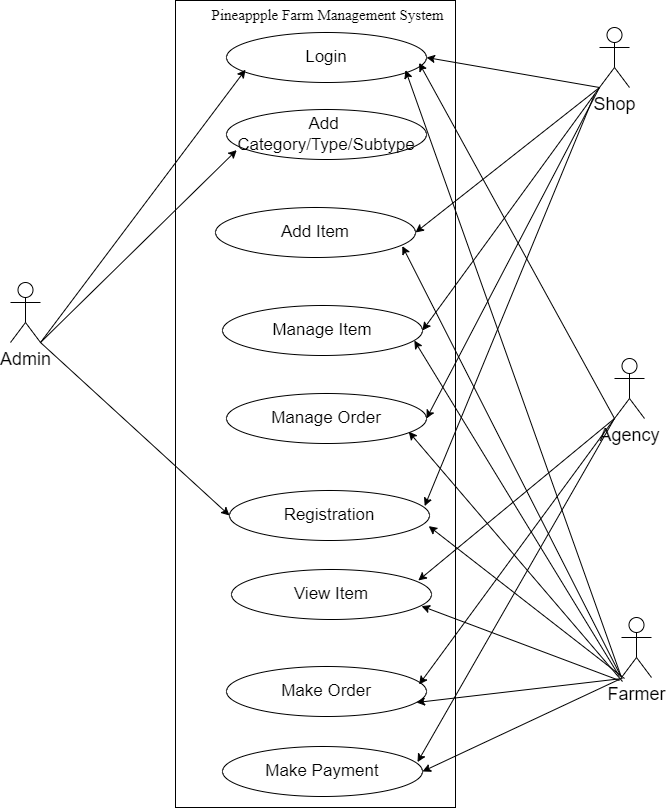 Pineappple Farm Management System
Login
Shop
Add
Category/Type/Subtype
Add Item
Manage Item
Admin
Manage Order
Agency
Registration
View Item
Make Order
Farmer
Make Payment